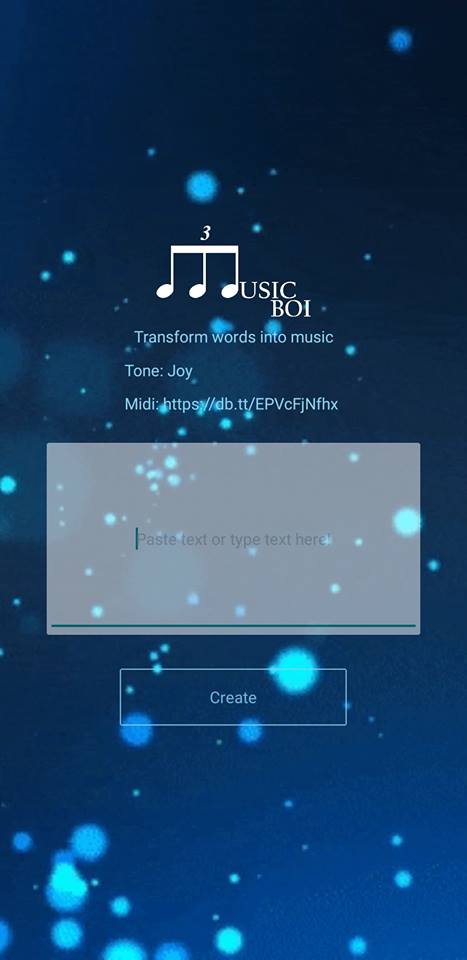 3
MUSIC
BOI
Transform words into music
Tone: Joy
Midi: https://db.tt/EPVcFjNfhx
Paste text or type text here!
Create